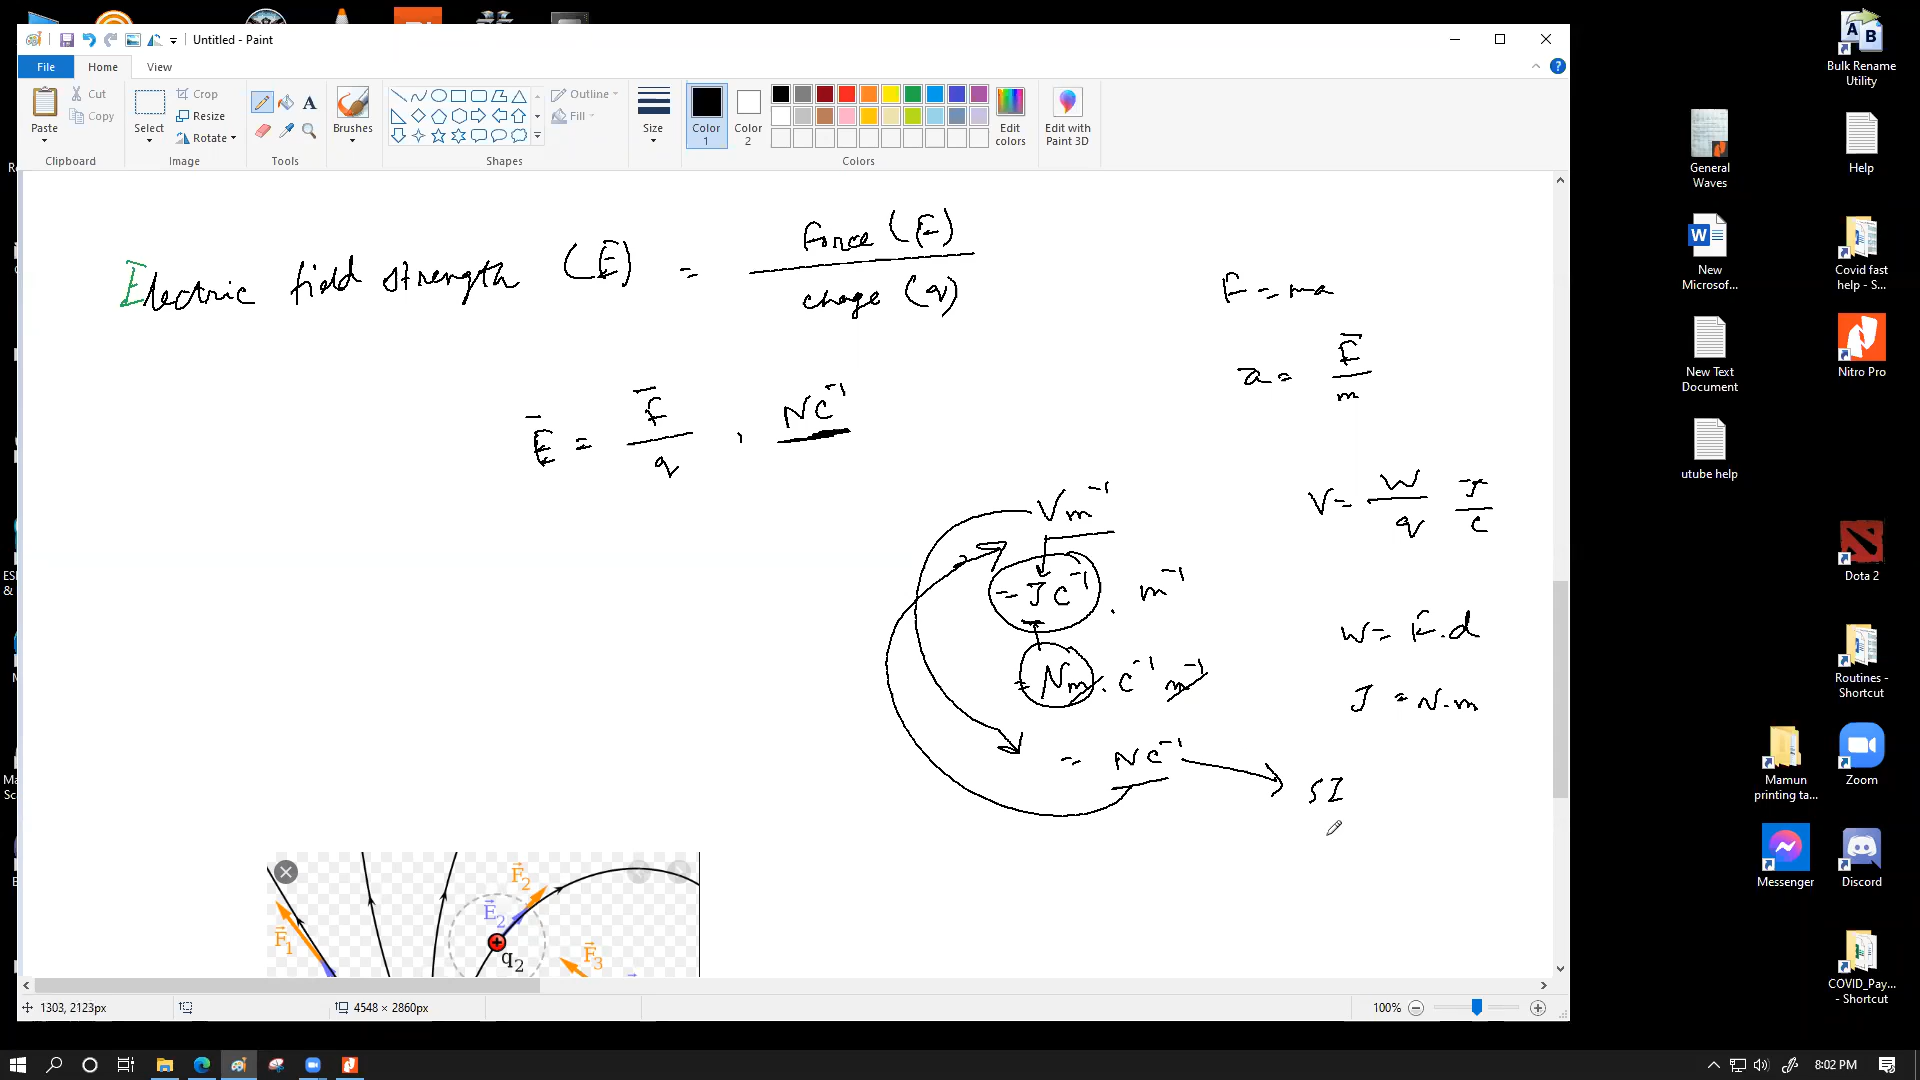 Untitled - Paint
File Home View
Paste Cut Copy Clipboard
Select Crop Resize Rotate Image
Tools
Brushes
Shapes Outline Fill
Size
Color 1 Color 2 Edit colors Edit with Paint 3D
Colors
Electric field strength (E) = Force (F) / charge (q)
E = F / q , NC⁻¹
F = ma
a = F / m
Vm⁻¹
V = W / q J / C
= JC⁻¹ . m⁻¹
W = F.d
= Nm . C⁻¹ m⁻¹
J = N.m
= NC⁻¹
SI
F₁
F₂
E₂
q₂
F₃
1303, 2123px
4548 × 2860px
100%
Bulk Rename Utility
General Waves
Help
New Microsof...
Covid fast help - S...
New Text Document
Nitro Pro
utube help
Dota 2
Routines - Shortcut
Mamun printing ta...
Zoom
Messenger
Discord
COVID_Pay... - Shortcut
8:02 PM